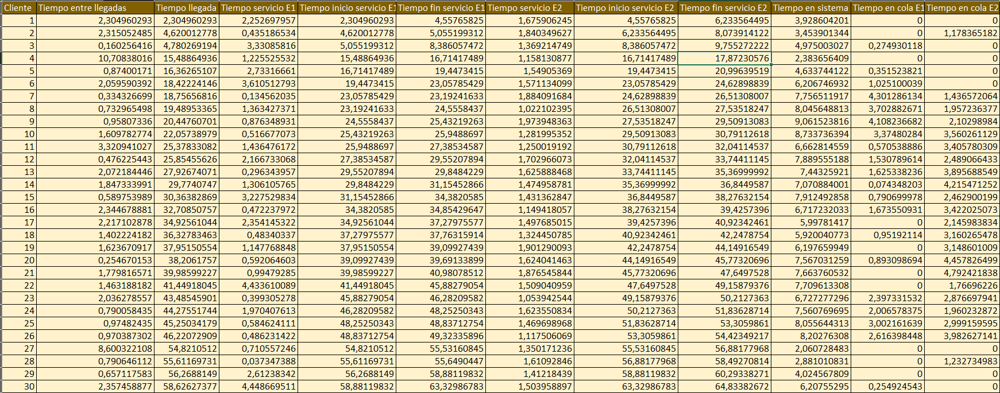 Cliente Tiempo entre llegadas Tiempo llegada Tiempo servicio E1 Tiempo inicio servicio E1 Tiempo fin servicio E1 Tiempo servicio E2 Tiempo inicio servicio E2 Tiempo fin servicio E2 Tiempo en sistema Tiempo en cola E1 Tiempo en cola E2
1 2,304960293 2,304960293 2,252697957 2,304960293 4,55765825 1,675906245 4,55765825 6,233564495 3,928604201 0 0
2 2,315052485 4,620012778 0,435186534 4,620012778 5,055199312 1,840349627 6,233564495 8,073914122 3,453901344 0 1,178365182
3 0,160256416 4,780269194 3,33085816 5,055199312 8,386057472 1,369214749 8,386057472 9,755272222 4,975003027 0,274930118 0
4 10,70838016 15,48864936 1,225525532 15,48864936 16,71417489 1,158130877 16,71417489 17,87230576 2,383656409 0 0
5 0,87400171 16,36265107 2,73316661 16,71417489 19,4473415 1,54905369 19,4473415 20,99639519 4,633744122 0,351523821 0
6 2,059590392 18,42224146 3,610512793 19,4473415 23,05785429 1,571134099 23,05785429 24,62898839 6,206746932 1,025100039 0
7 0,334326699 18,75656816 0,134562035 23,05785429 23,19241633 1,884091684 24,62898839 26,51308007 7,756511917 4,301286134 1,436572064
8 0,732965498 19,48953365 1,363427371 23,19241633 24,5558437 1,022102395 26,51308007 27,53518247 8,045648813 3,702882671 1,957236377
9 0,95807336 20,44760701 0,876348931 24,5558437 25,43219263 1,973948363 27,53518247 29,50913083 9,061523816 4,108236682 2,10298984
10 1,609782774 22,05738979 0,516677073 25,43219263 25,9488697 1,281995352 29,50913083 30,79112618 8,733736394 3,37480284 3,560261129
11 3,320941027 25,37833082 1,436476172 25,9488697 27,38534587 1,250019192 30,79112618 32,04114537 6,662814559 0,570538886 3,405780309
12 0,476225443 25,85455626 2,166733068 27,38534587 29,55207894 1,702966073 32,04114537 33,74411145 7,889555188 1,530789614 2,489066433
13 2,072184446 27,92674071 0,296343957 29,55207894 29,8484229 1,625888468 33,74411145 35,36999992 7,44325921 1,625338236 3,895688549
14 1,847333991 29,7740747 1,306105765 29,8484229 31,15452866 1,474958781 35,36999992 36,8449587 7,070884001 0,074348203 4,215471252
15 0,589753989 30,36382869 3,227529834 31,15452866 34,3820585 1,431362847 36,8449587 38,27632154 7,912492858 0,790699978 2,462900199
16 2,344678881 32,70850757 0,472237972 34,3820585 34,85429647 1,149418057 38,27632154 39,4257396 6,717232033 1,673550931 3,422025073
17 2,217102878 34,92561044 2,354145322 34,92561044 37,27975577 1,497685015 39,4257396 40,92342461 5,99781417 0 2,145983834
18 1,402224182 36,32783463 0,48340337 37,27975577 37,76315914 1,324450785 40,92342461 42,2478754 5,920040773 0,95192114 3,160265478
19 1,623670917 37,95150554 1,147768848 37,95150554 39,09927439 1,901290093 42,2478754 44,14916549 6,197659949 0 3,148601009
20 0,254670153 38,2061757 0,592064603 39,09927439 39,69133899 1,624041463 44,14916549 45,77320696 7,567031259 0,893098694 4,457826499
21 1,779816571 39,98599227 0,99479285 39,98599227 40,98078512 1,876545844 45,77320696 47,6497528 7,663760532 0 4,792421838
22 1,463188182 41,44918045 4,433610089 41,44918045 45,88279054 1,509040959 47,6497528 49,15879376 7,709613308 0 1,76696226
23 2,036278557 43,48545901 0,399305278 45,88279054 46,28209582 1,053942544 49,15879376 50,2127363 6,727277296 2,397331532 2,876697941
24 0,790058435 44,27551744 1,970407613 46,28209582 48,25250343 1,623550834 50,2127363 51,83628714 7,560769695 2,006578375 1,960232872
25 0,97482435 45,25034179 0,584624111 48,25250343 48,83712754 1,469698968 51,83628714 53,3059861 8,055644313 3,002161639 2,999159595
26 0,970387302 46,22072909 0,486231422 48,83712754 49,32335896 1,117506069 53,3059861 54,42349217 8,20276308 2,616398448 3,982627141
27 8,600322108 54,8210512 0,710557246 54,8210512 55,53160845 1,350171236 55,53160845 56,88177968 2,060728483 0 0
28 0,790646112 55,61169731 0,037347388 55,61169731 55,6490447 1,61092846 56,88177968 58,49270814 2,881010831 0 1,232734983
29 0,657117583 56,2688149 2,61238342 56,2688149 58,88119832 1,41218439 58,88119832 60,29338271 4,024567809 0 0
30 2,357458877 58,62627377 4,448669511 58,88119832 63,32986783 1,503958897 63,32986783 64,83382672 6,20755295 0,254924543 0